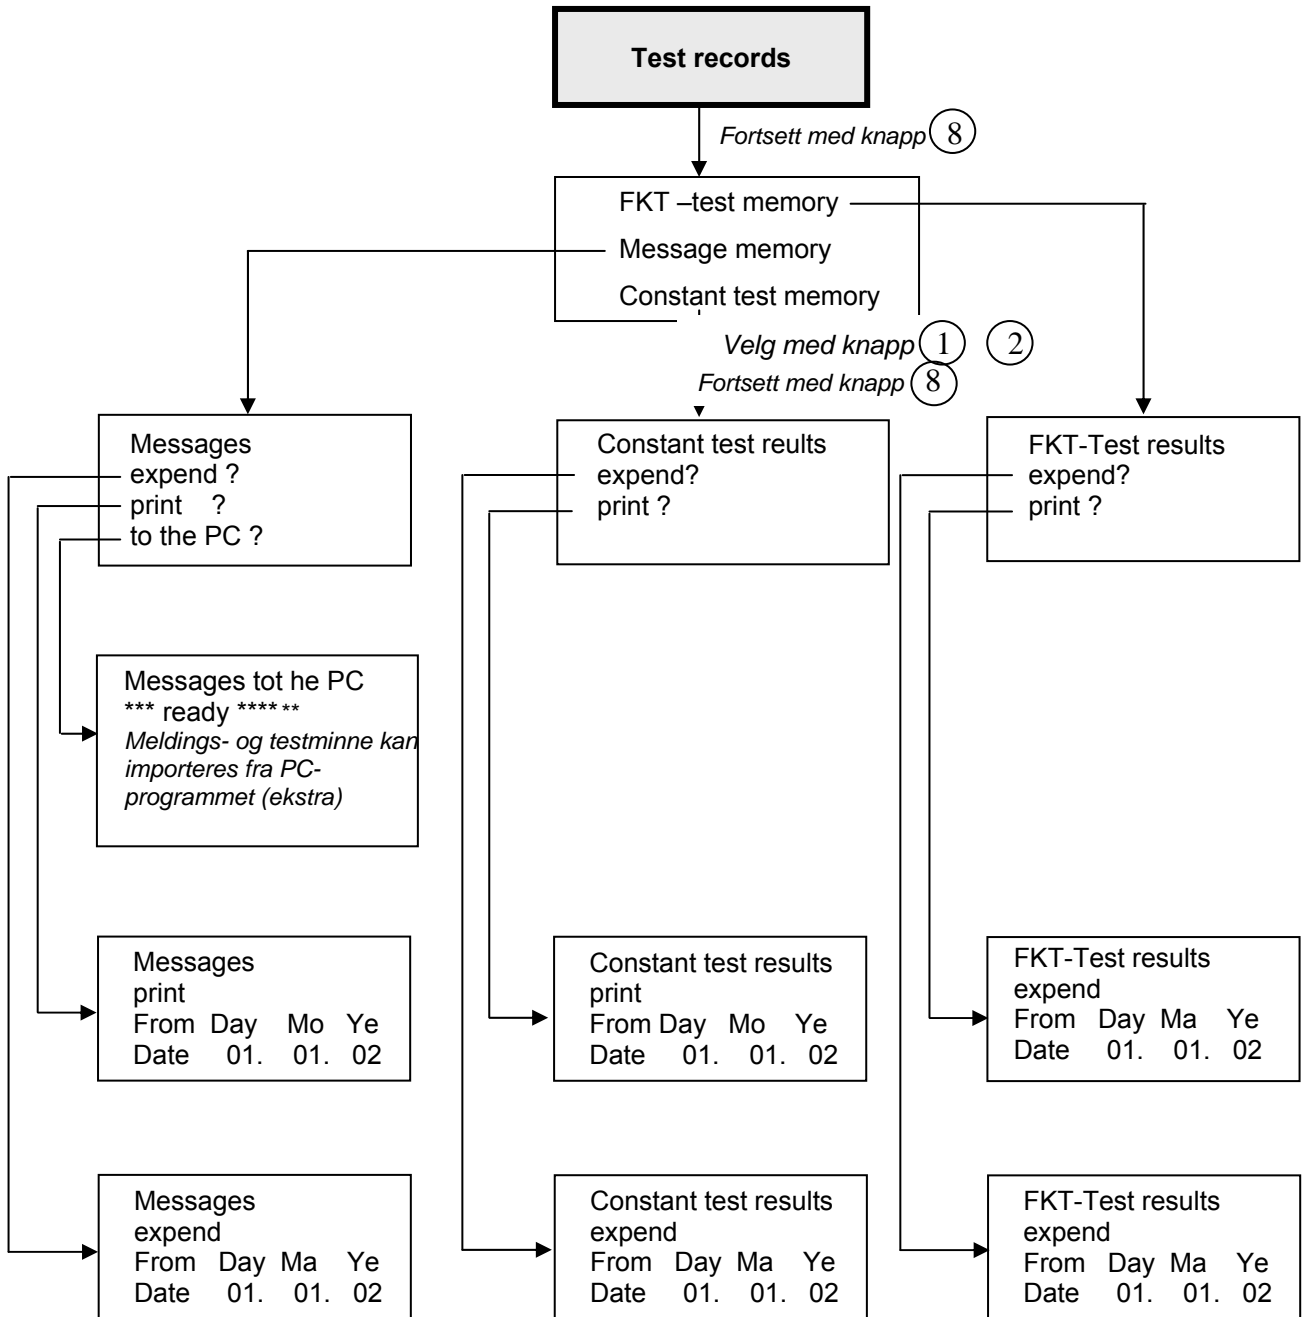 Test records
Fortsett med knapp 8
FKT –test memory
Message memory
Constant test memory
Velg med knapp 1 2
Fortsett med knapp 8
Messages
expend ?
print ?
to the PC ?
Constant test reults
expend?
print ?
FKT-Test results
expend?
print ?
Messages tot he PC
*** ready **** **
Meldings- og testminne kan
importeres fra PC-
programmet (ekstra)
Messages
print
From Day Mo Ye
Date 01. 01. 02
Constant test results
print
From Day Mo Ye
Date 01. 01. 02
FKT-Test results
expend
From Day Ma Ye
Date 01. 01. 02
Messages
expend
From Day Ma Ye
Date 01. 01. 02
Constant test results
expend
From Day Ma Ye
Date 01. 01. 02
FKT-Test results
expend
From Day Ma Ye
Date 01. 01. 02